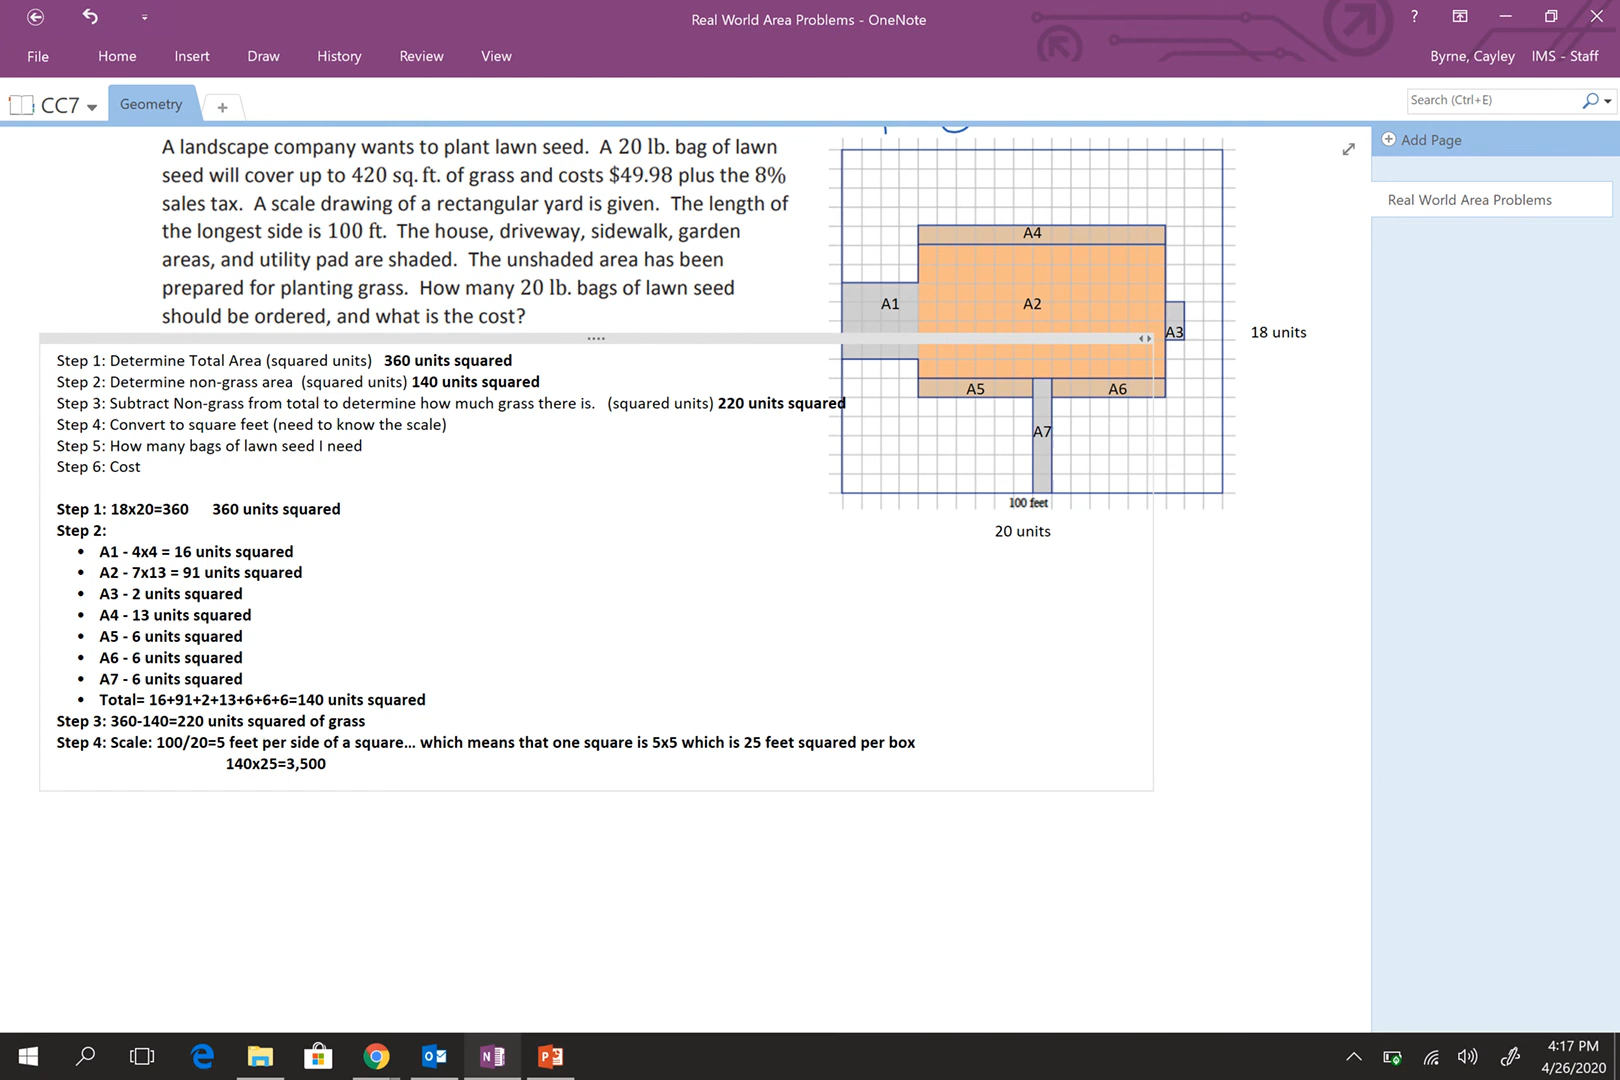 Real World Area Problems - OneNote
?
File Home Insert Draw History Review View
Byrne, Cayley IMS - Staff
CC7 Geometry +
Search (Ctrl+E)
Add Page
Real World Area Problems
A landscape company wants to plant lawn seed. A 20 lb. bag of lawn
seed will cover up to 420 sq. ft. of grass and costs $49.98 plus the 8%
sales tax. A scale drawing of a rectangular yard is given. The length of
the longest side is 100 ft. The house, driveway, sidewalk, garden
areas, and utility pad are shaded. The unshaded area has been
prepared for planting grass. How many 20 lb. bags of lawn seed
should be ordered, and what is the cost?
A4
A1
A2
A3
18 units
A5
A6
A7
100 feet
20 units
Step 1: Determine Total Area (squared units) 360 units squared
Step 2: Determine non-grass area (squared units) 140 units squared
Step 3: Subtract Non-grass from total to determine how much grass there is. (squared units) 220 units squared
Step 4: Convert to square feet (need to know the scale)
Step 5: How many bags of lawn seed I need
Step 6: Cost
Step 1: 18x20=360 360 units squared
Step 2:
• A1 - 4x4 = 16 units squared
• A2 - 7x13 = 91 units squared
• A3 - 2 units squared
• A4 - 13 units squared
• A5 - 6 units squared
• A6 - 6 units squared
• A7 - 6 units squared
• Total= 16+91+2+13+6+6+6=140 units squared
Step 3: 360-140=220 units squared of grass
Step 4: Scale: 100/20=5 feet per side of a square... which means that one square is 5x5 which is 25 feet squared per box
140x25=3,500
4:17 PM
4/26/2020